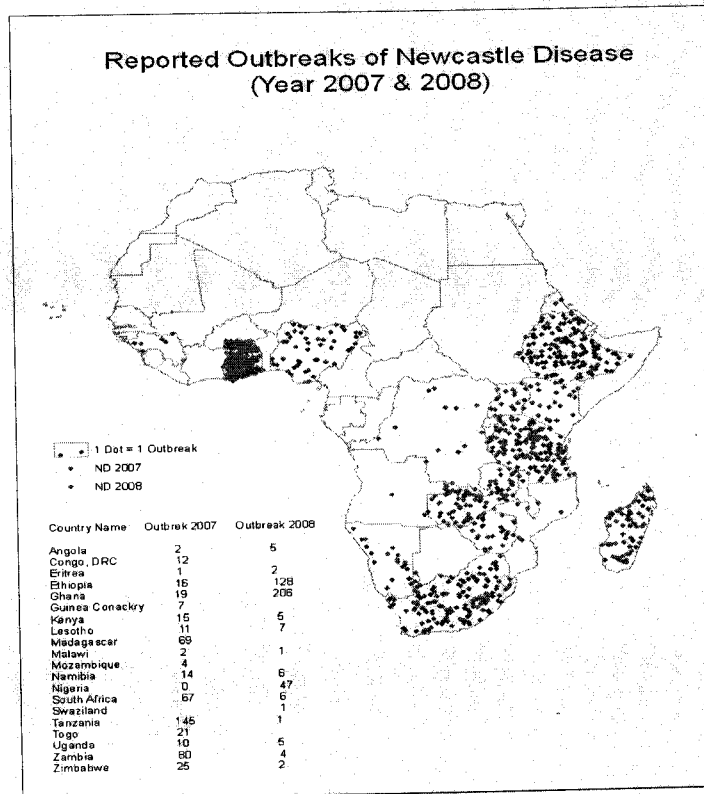 Reported Outbreaks of Newcastle Disease
(Year 2007 & 2008)
1 Dot = 1 Outbreak
ND 2007
ND 2008
Country Name Outbrek 2007 Outbreak 2008
Angola 2 5
Congo, DRC 12
Eritrea 1 2
Ethiopia 16 128
Ghana 19 206
Guinea Conackry 7
Kenya 15 5
Lesotho 11 7
Madagascar 69
Malawi 2 1
Mozambique 4
Namibia 14 6
Nigeria 0 47
South Africa 67 6
Swaziland 1
Tanzania 145 1
Togo 21
Uganda 10 5
Zambia 80 4
Zimbabwe 25 2